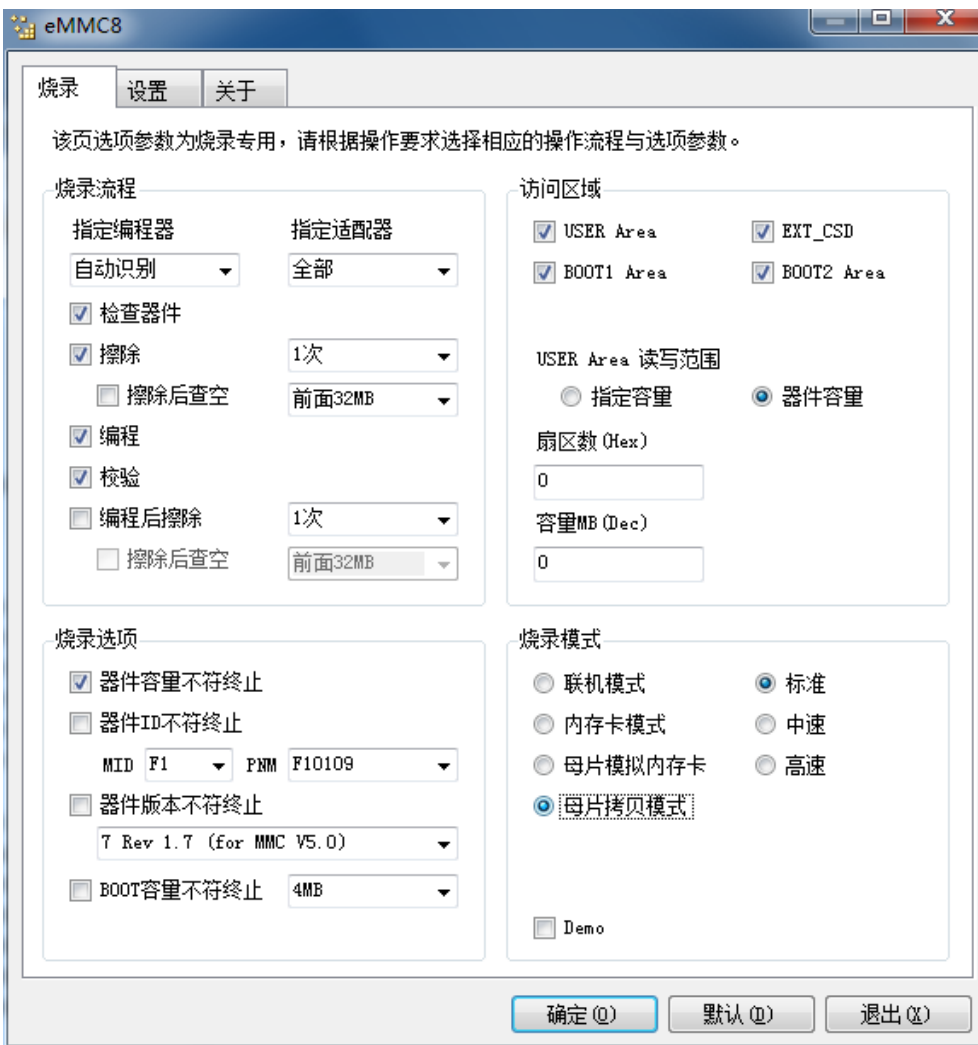 eMMC8
烧录 设置 关于
该页选项参数为烧录专用，请根据操作要求选择相应的操作流程与选项参数。
烧录流程
指定编程器 指定适配器
自动识别 全部
检查器件
擦除 1次
擦除后查空 前面32MB
编程
校验
编程后擦除 1次
擦除后查空 前面32MB
访问区域
USER Area EXT_CSD
BOOT1 Area BOOT2 Area
USER Area 读写范围
指定容量 器件容量
扇区数(Hex)
0
容量MB(Dec)
0
烧录选项
器件容量不符终止
器件ID不符终止
MID F1 PNM F10109
器件版本不符终止
7 Rev 1.7 (for MMC V5.0)
BOOT容量不符终止 4MB
烧录模式
联机模式 标准
内存卡模式 中速
母片模拟内存卡 高速
母片拷贝模式
Demo
确定(O) 默认(D) 退出(X)